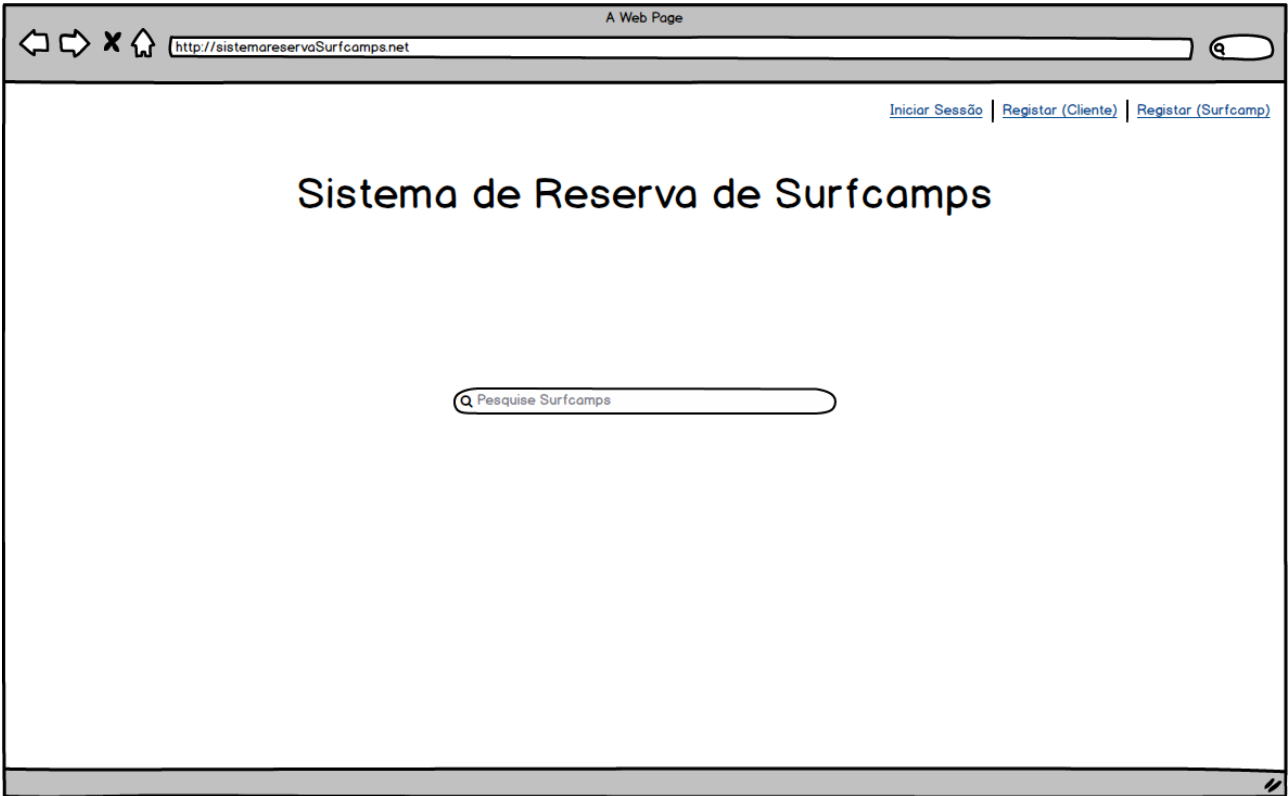 A Web Page
http://sistemareservaSurfcamps.net
Iniciar Sessão | Registar (Cliente) | Registar (Surfcamp)
Sistema de Reserva de Surfcamps
Pesquise Surfcamps